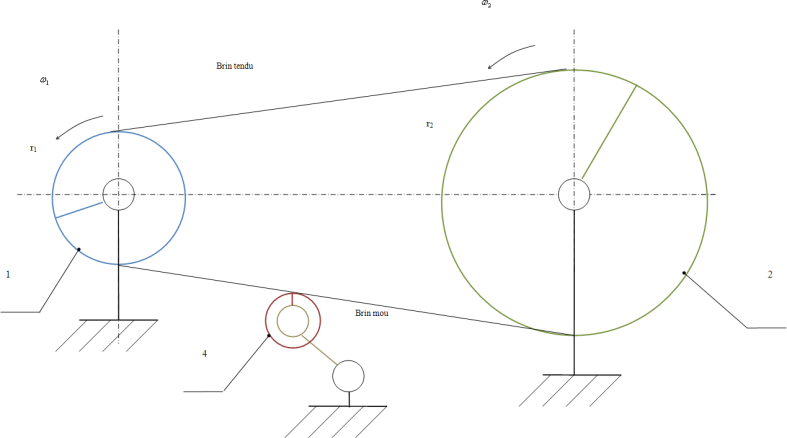 ω₂
Brin tendu
ω₁
r₂
r₁
1
2
Brin mou
4